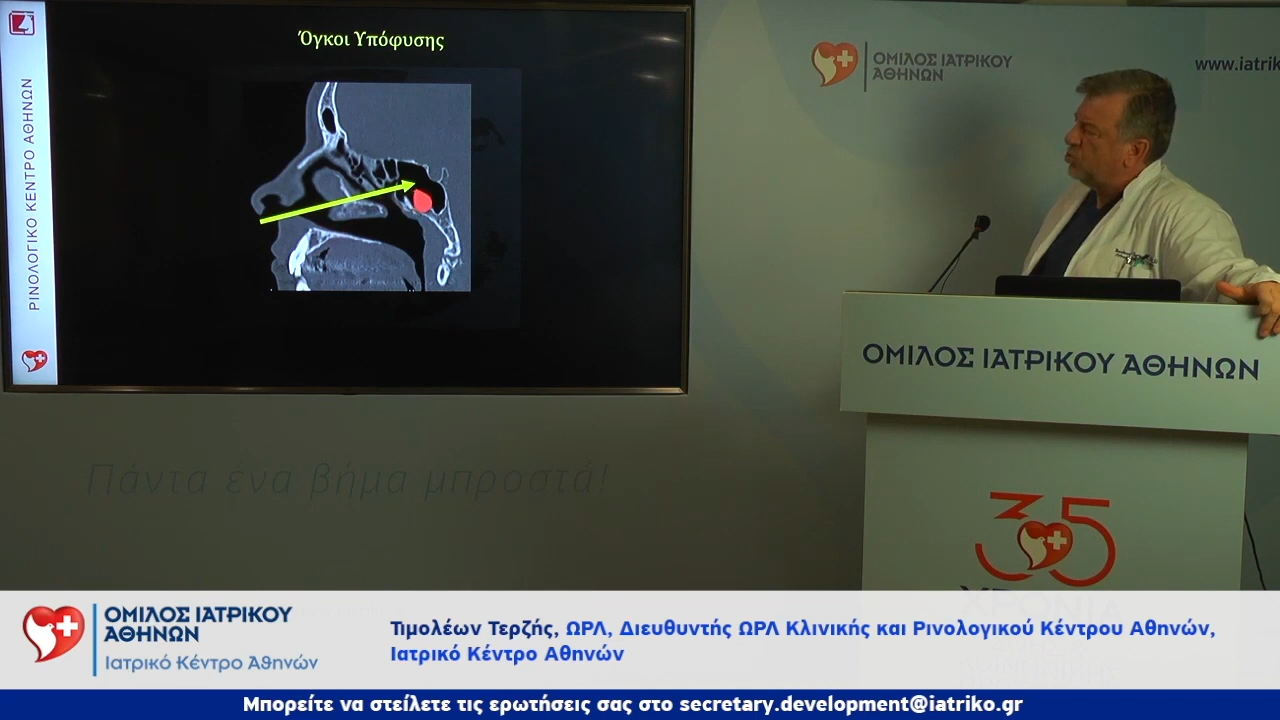 Όγκοι Υπόφυσης
ΡΙΝΟΛΟΓΙΚΟ ΚΕΝΤΡΟ ΑΘΗΝΩΝ
ΟΜΙΛΟΣ ΙΑΤΡΙΚΟΥ
ΑΘΗΝΩΝ
www.iatrik
ΟΜΙΛΟΣ ΙΑΤΡΙΚΟΥ ΑΘΗΝΩΝ
Πάντα ένα βήμα μπροστά!
35
ΧΡΟΝΙΑ
ΟΜΙΛΟΣ ΙΑΤΡΙΚΟΥ
ΑΘΗΝΩΝ
Ιατρικό Κέντρο Αθηνών
Τιμολέων Τερζής, ΩΡΛ, Διευθυντής ΩΡΛ Κλινικής και Ρινολογικού Κέντρου Αθηνών,
Ιατρικό Κέντρο Αθηνών
Μπορείτε να στείλετε τις ερωτήσεις σας στο secretary.development@iatriko.gr